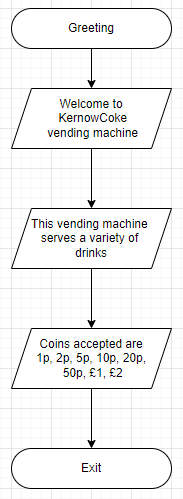 Greeting
Welcome to
KernowCoke
vending machine
This vending machine
serves a variety of
drinks
Coins accepted are
1p, 2p, 5p, 10p, 20p,
50p, £1, £2
Exit